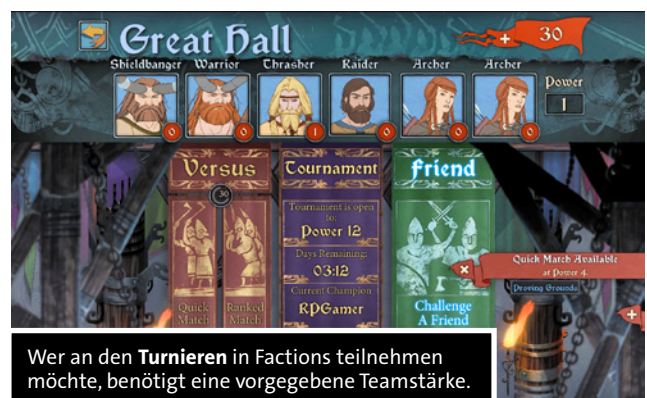 Great Hall
+ 30
Shieldbanger Warrior Thrasher Raider Archer Archer
Power
1
0 0 1 0 0 0
Versus
30
Quick
Match
Ranked
Match
Tournament
Tournament is open
to:
Power 12
Days Remaining:
03:12
Current Champion
RPGamer
Friend
Challenge
A Friend
Quick Match Available
at Power 4.
Proving Grounds
Wer an den Turnieren in Factions teilnehmen
möchte, benötigt eine vorgegebene Teamstärke.